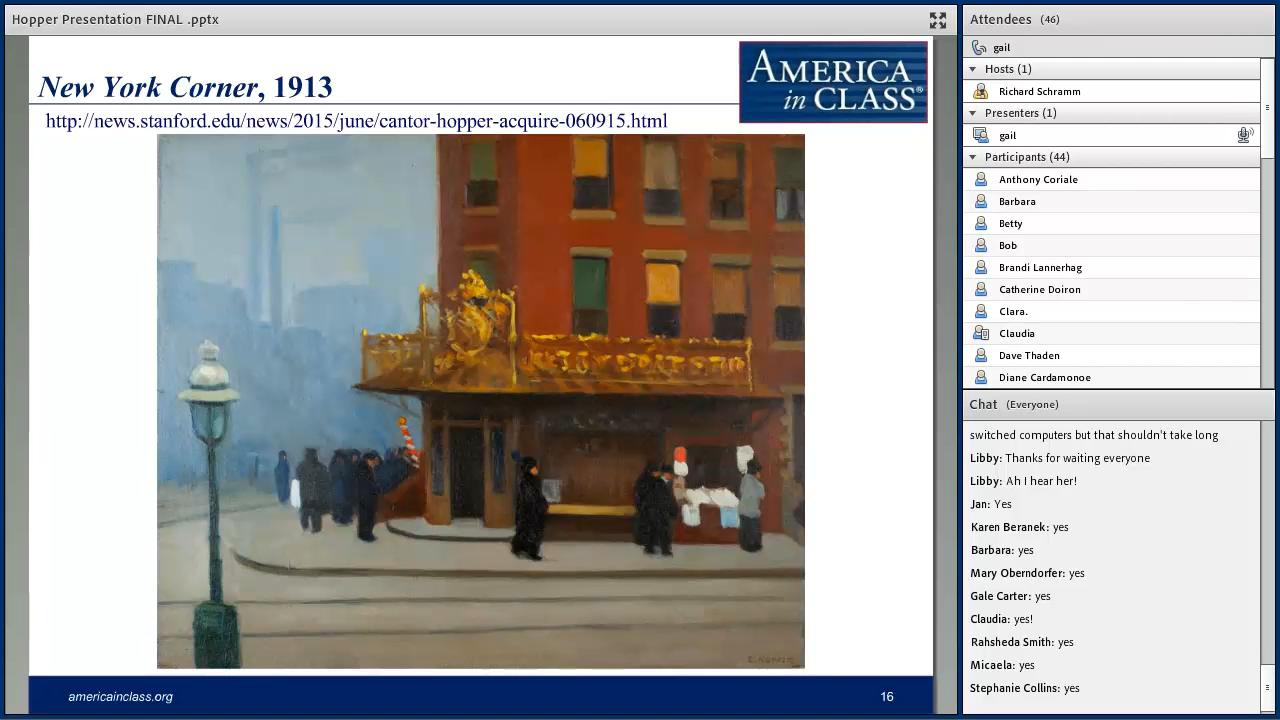 Hopper Presentation FINAL .pptx
New York Corner, 1913
AMERICA
in CLASS®
http://news.stanford.edu/news/2015/june/cantor-hopper-acquire-060915.html
E. HOPPER
americainclass.org
16
Attendees (46)
gail
Hosts (1)
Richard Schramm
Presenters (1)
gail
Participants (44)
Anthony Coriale
Barbara
Betty
Bob
Brandi Lannerhag
Catherine Doiron
Clara.
Claudia
Dave Thaden
Diane Cardamonoe
Chat (Everyone)
switched computers but that shouldn't take long
Libby: Thanks for waiting everyone
Libby: Ah I hear her!
Jan: Yes
Karen Beranek: yes
Barbara: yes
Mary Oberndorfer: yes
Gale Carter: yes
Claudia: yes!
Rahsheda Smith: yes
Micaela: yes
Stephanie Collins: yes